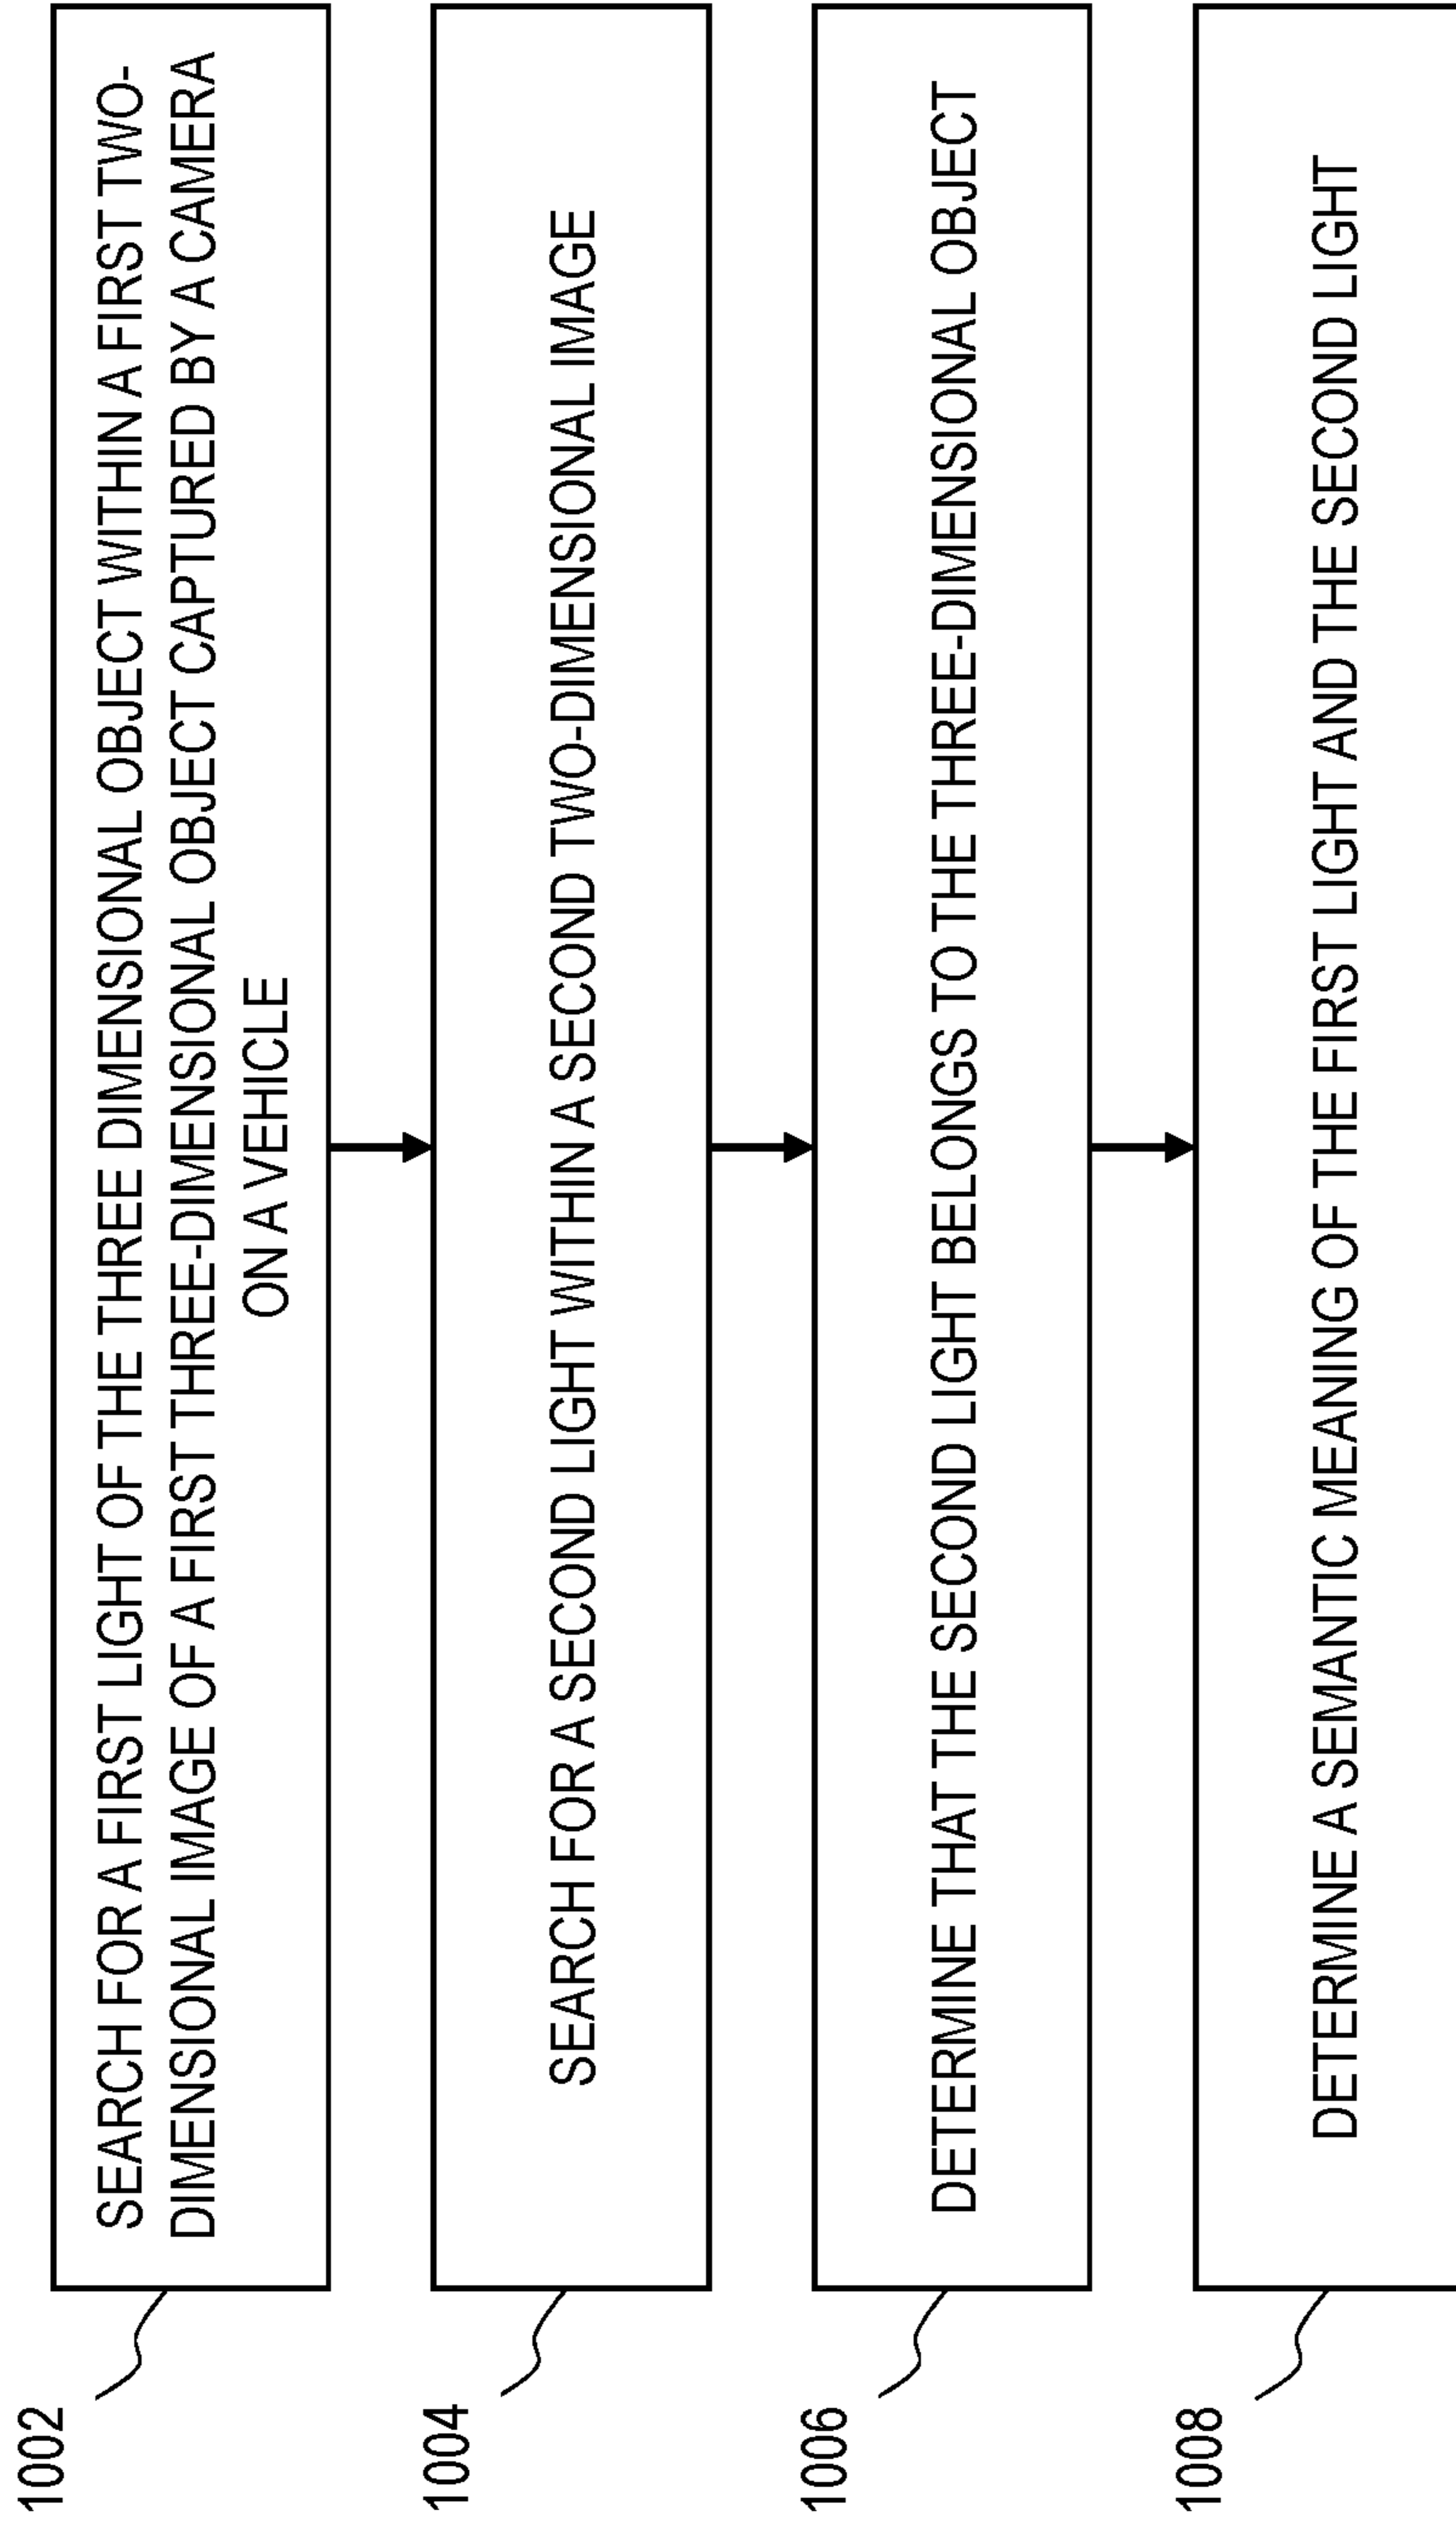 1002
SEARCH FOR A FIRST LIGHT OF THE THREE DIMENSIONAL OBJECT WITHIN A FIRST TWO-
DIMENSIONAL IMAGE OF A FIRST THREE-DIMENSIONAL OBJECT CAPTURED BY A CAMERA
ON A VEHICLE
1004
SEARCH FOR A SECOND LIGHT WITHIN A SECOND TWO-DIMENSIONAL IMAGE
1006
DETERMINE THAT THE SECOND LIGHT BELONGS TO THE THREE-DIMENSIONAL OBJECT
1008
DETERMINE A SEMANTIC MEANING OF THE FIRST LIGHT AND THE SECOND LIGHT